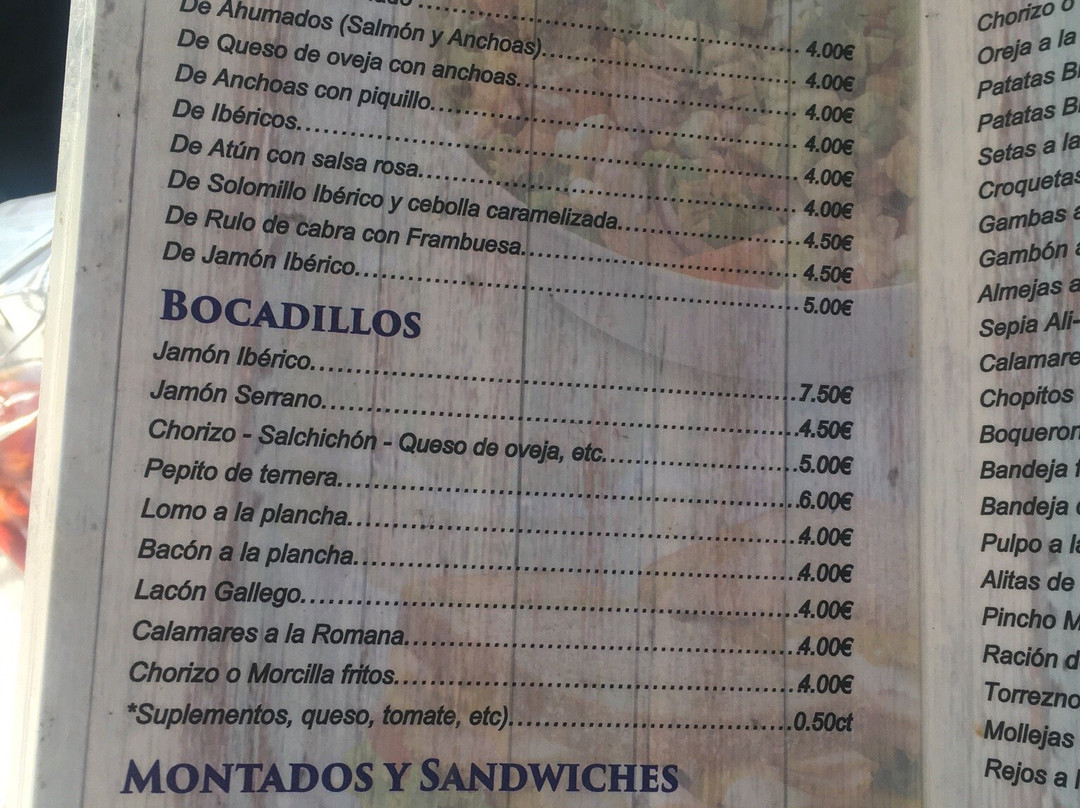 4.00€
De Ahumados (Salmón y Anchoas)..........4.00€
De Queso de oveja con anchoas..........4.00€
De Anchoas con piquillo..........4.00€
De Ibéricos..........4.00€
De Atún con salsa rosa..........4.00€
De Solomillo Ibérico y cebolla caramelizada..........4.50€
De Rulo de cabra con Frambuesa..........4.50€
De Jamón Ibérico..........5.00€
BOCADILLOS
Jamón Ibérico..........7.50€
Jamón Serrano..........4.50€
Chorizo - Salchichón - Queso de oveja, etc..........5.00€
Pepito de ternera..........6.00€
Lomo a la plancha..........4.00€
Bacón a la plancha..........4.00€
Lacón Gallego..........4.00€
Calamares a la Romana..........4.00€
Chorizo o Morcilla fritos..........4.00€
*Suplementos, queso, tomate, etc)..........0.50ct
MONTADOS Y SANDWICHES
Chorizo o
Oreja a la
Patatas B
Patatas B
Setas a la
Croquetas
Gambas a
Gambón a
Almejas a
Sepia Ali-
Calamare
Chopitos
Boqueron
Bandeja
Bandeja
Pulpo a la
Alitas de
Pincho M
Ración d
Torrezno
Mollejas
Rejos a